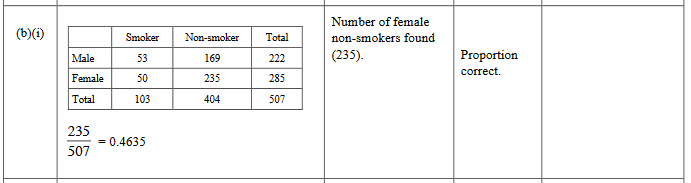 (b)(i)
Smoker Non-smoker Total
Male 53 169 222
Female 50 235 285
Total 103 404 507
235
507
= 0.4635
Number of female
non-smokers found
(235).
Proportion
correct.